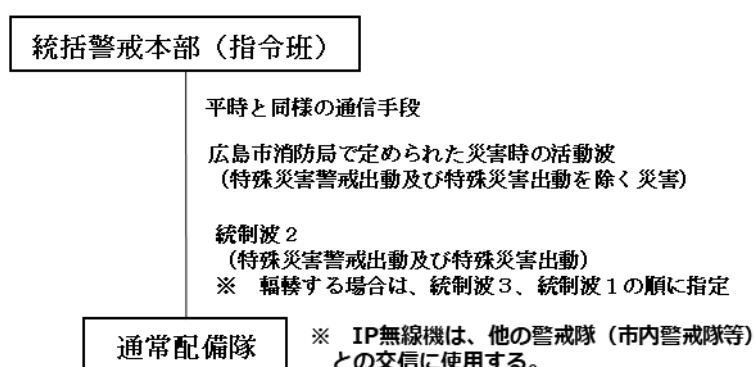 統括警戒本部（指令班）
平時と同様の通信手段
広島市消防局で定められた災害時の活動波
（特殊災害警戒出動及び特殊災害出動を除く災害）
統制波２
（特殊災害警戒出動及び特殊災害出動）
※　輻輳する場合は、統制波３、統制波１の順に指定
通常配備隊
※　IP無線機は、他の警戒隊（市内警戒隊等）
との交信に使用する。